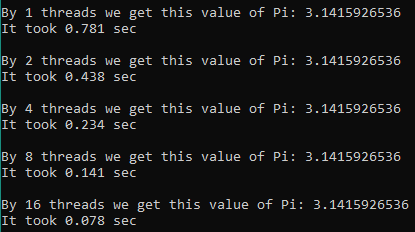 By 1 threads we get this value of Pi: 3.1415926536
It took 0.781 sec
By 2 threads we get this value of Pi: 3.1415926536
It took 0.438 sec
By 4 threads we get this value of Pi: 3.1415926536
It took 0.234 sec
By 8 threads we get this value of Pi: 3.1415926536
It took 0.141 sec
By 16 threads we get this value of Pi: 3.1415926536
It took 0.078 sec